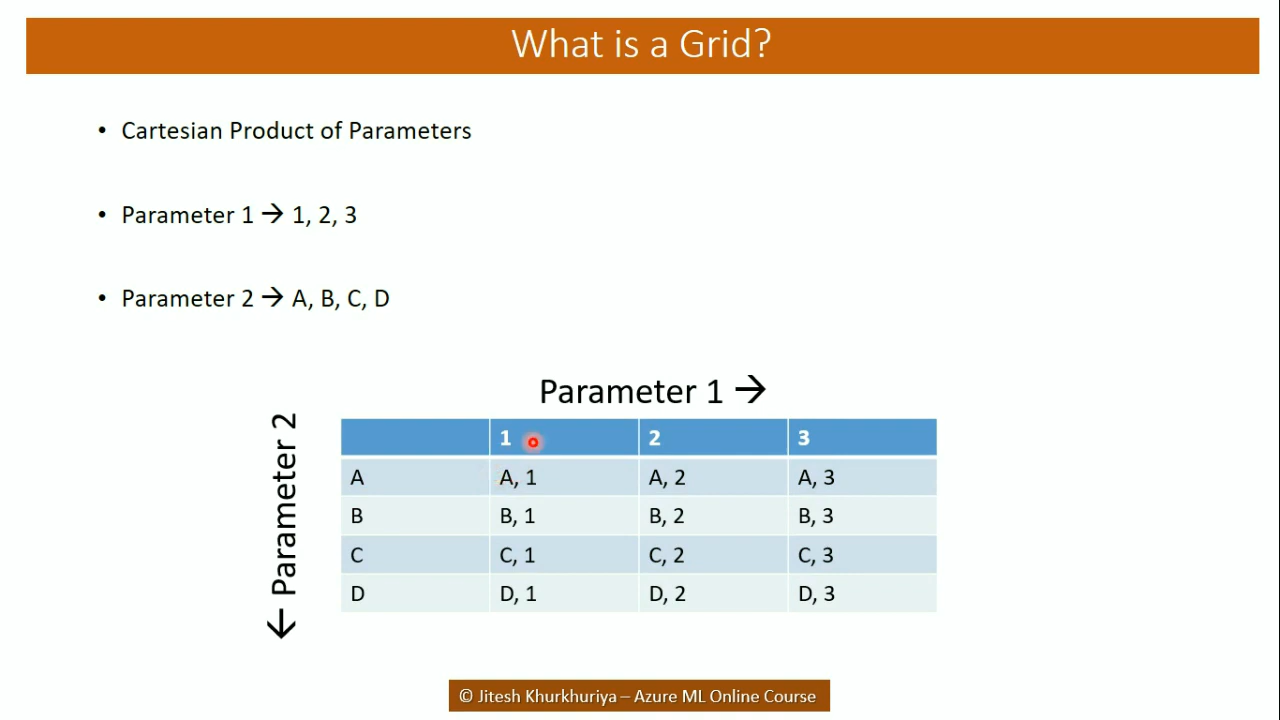 What is a Grid?
• Cartesian Product of Parameters
• Parameter 1 → 1, 2, 3
• Parameter 2 → A, B, C, D
Parameter 1 →
← Parameter 2
1 2 3
A A, 1 A, 2 A, 3
B B, 1 B, 2 B, 3
C C, 1 C, 2 C, 3
D D, 1 D, 2 D, 3
© Jitesh Khurkhuriya – Azure ML Online Course